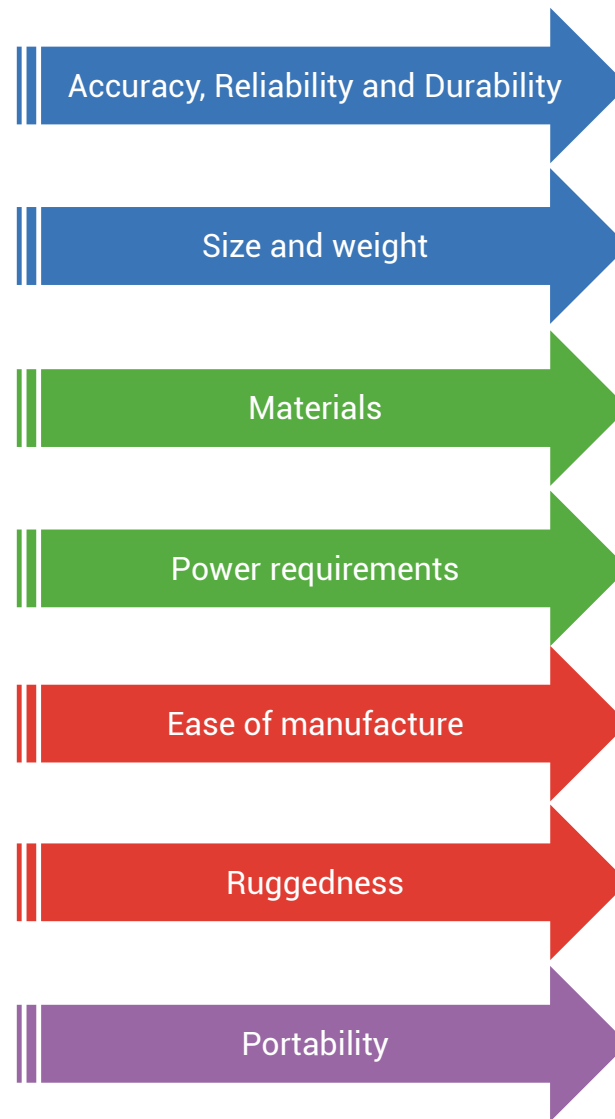 Accuracy, Reliability and Durability
Size and weight
Materials
Power requirements
Ease of manufacture
Ruggedness
Portability